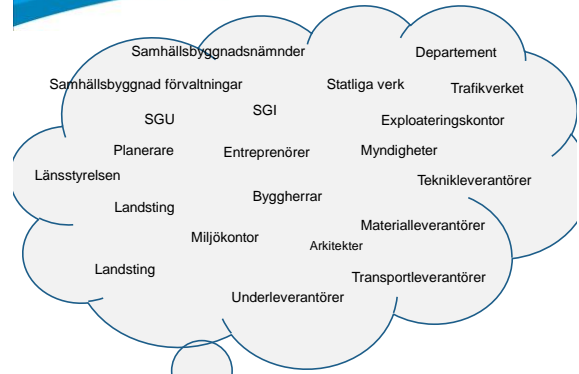 Samhällsbyggnadsnämnder
Departement
Samhällsbyggnad förvaltningar
Statliga verk
Trafikverket
SGU
SGI
Exploateringskontor
Planerare
Entreprenörer
Myndigheter
Länsstyrelsen
Teknikleverantörer
Byggherrar
Landsting
Materialleverantörer
Miljökontor
Arkitekter
Landsting
Transportleverantörer
Underleverantörer